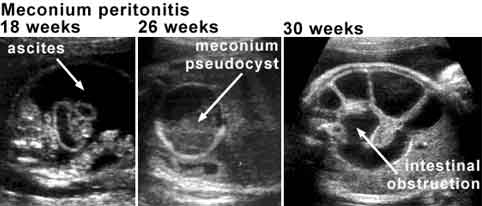 Meconium peritonitis
18 weeks
26 weeks
30 weeks
ascites
meconium
pseudocyst
intestinal
obstruction